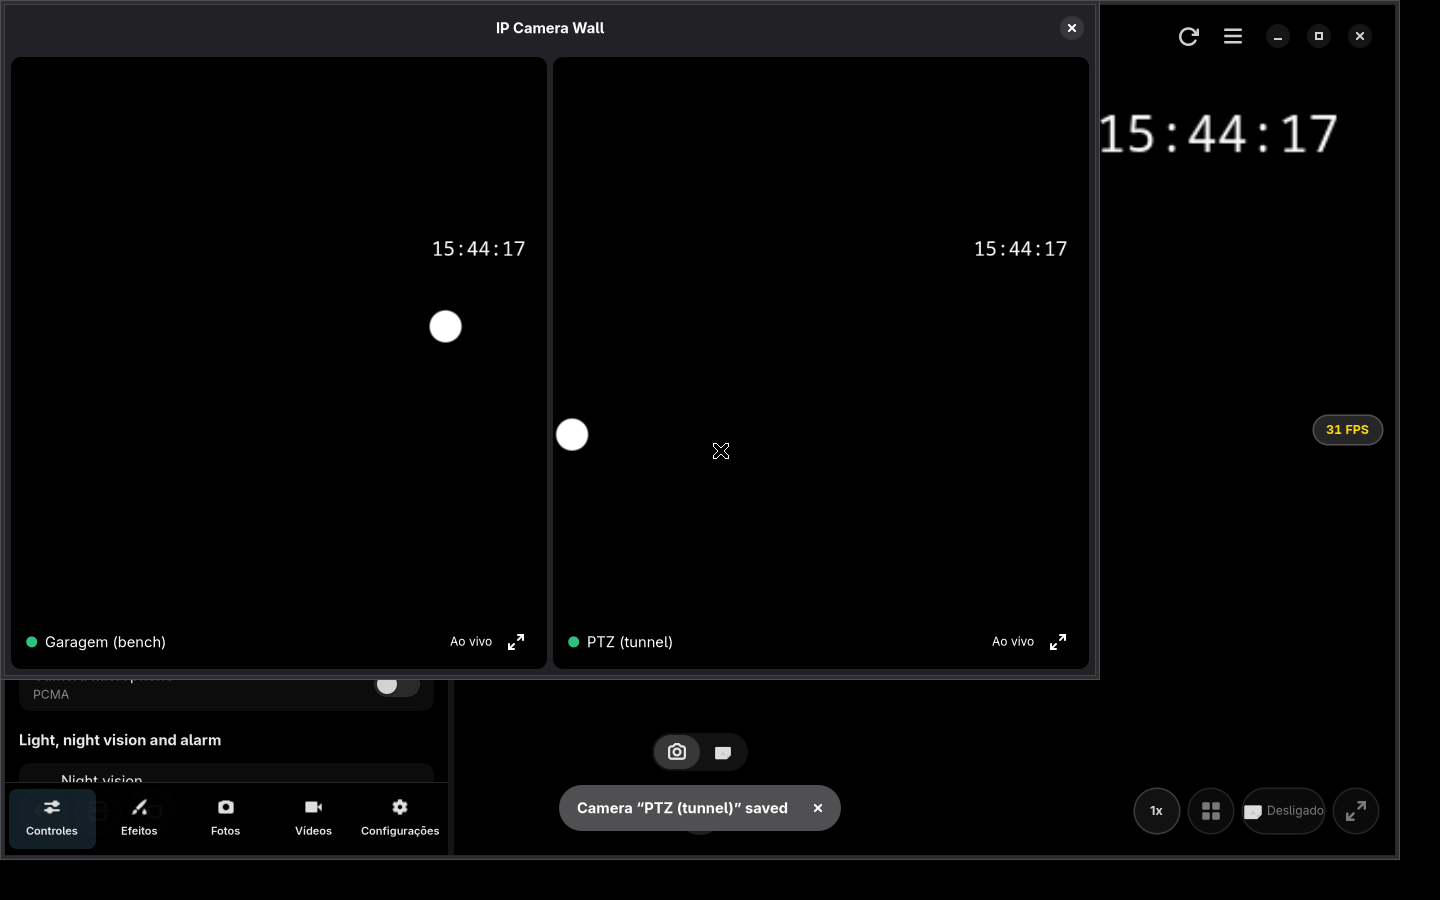 IP Camera Wall
15:44:17
15:44:17
15:44:17
31 FPS
Garagem (bench)
Ao vivo
PTZ (tunnel)
Ao vivo
PCMA
Light, night vision and alarm
Night vision
Camera “PTZ (tunnel)” saved
1x
Desligado
Controles
Efeitos
Fotos
Vídeos
Configurações